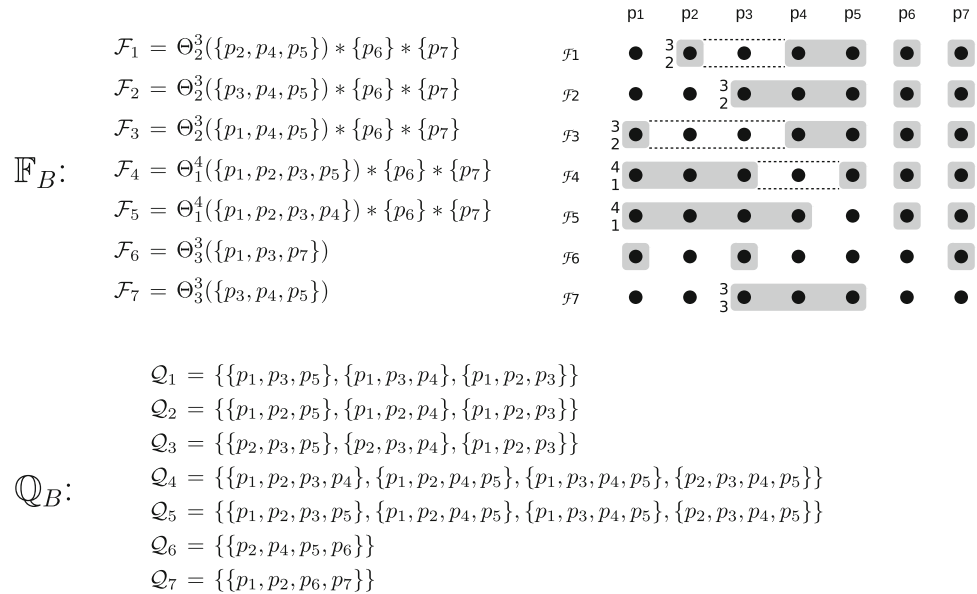 𝔽_B:
ℱ₁ = Θ³₂({p₂, p₄, p₅}) ∗ {p₆} ∗ {p₇}
ℱ₂ = Θ³₂({p₃, p₄, p₅}) ∗ {p₆} ∗ {p₇}
ℱ₃ = Θ³₂({p₁, p₄, p₅}) ∗ {p₆} ∗ {p₇}
ℱ₄ = Θ⁴₁({p₁, p₂, p₃, p₅}) ∗ {p₆} ∗ {p₇}
ℱ₅ = Θ⁴₁({p₁, p₂, p₃, p₄}) ∗ {p₆} ∗ {p₇}
ℱ₆ = Θ³₃({p₁, p₃, p₇})
ℱ₇ = Θ³₃({p₃, p₄, p₅})
p1 p2 p3 p4 p5 p6 p7
ℱ1 3 2
ℱ2 3 2
ℱ3 3 2
ℱ4 4 1
ℱ5 4 1
ℱ6
ℱ7 3 3
ℚ_B:
𝒬₁ = {{p₁, p₃, p₅}, {p₁, p₃, p₄}, {p₁, p₂, p₃}}
𝒬₂ = {{p₁, p₂, p₅}, {p₁, p₂, p₄}, {p₁, p₂, p₃}}
𝒬₃ = {{p₂, p₃, p₅}, {p₂, p₃, p₄}, {p₁, p₂, p₃}}
𝒬₄ = {{p₁, p₂, p₃, p₄}, {p₁, p₂, p₄, p₅}, {p₁, p₃, p₄, p₅}, {p₂, p₃, p₄, p₅}}
𝒬₅ = {{p₁, p₂, p₃, p₅}, {p₁, p₂, p₄, p₅}, {p₁, p₃, p₄, p₅}, {p₂, p₃, p₄, p₅}}
𝒬₆ = {{p₂, p₄, p₅, p₆}}
𝒬₇ = {{p₁, p₂, p₆, p₇}}